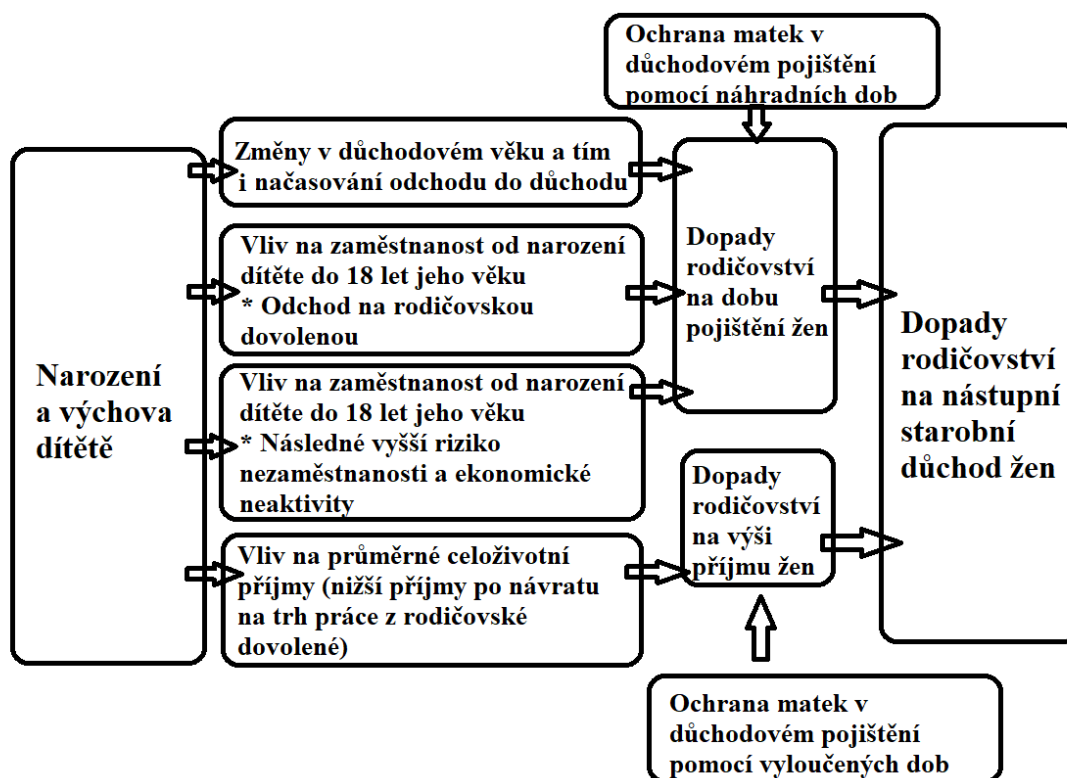 Ochrana matek v
důchodovém pojištění
pomocí náhradních dob
Narození
a výchova
dítětě
Změny v důchodovém věku a tím
i načasování odchodu do důchodu
Vliv na zaměstnanost od narození
dítěte do 18 let jeho věku
* Odchod na rodičovskou
dovolenou
Vliv na zaměstnanost od narození
dítěte do 18 let jeho věku
* Následné vyšší riziko
nezaměstnanosti a ekonomické
neaktivity
Vliv na průměrné celoživotní
příjmy (nižší příjmy po návratu
na trh práce z rodičovské
dovolené)
Dopady
rodičovství
na dobu
pojištění žen
Dopady
rodičovství
na výši
příjmu žen
Dopady
rodičovství
na nástupní
starobní
důchod žen
Ochrana matek v
důchodovém pojištění
pomocí vyloučených dob